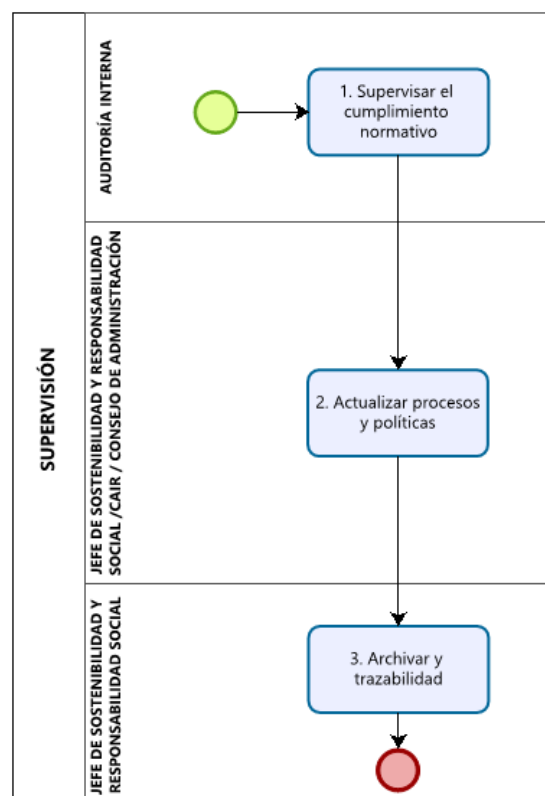 SUPERVISIÓN
AUDITORÍA INTERNA
1. Supervisar el
cumplimiento
normativo
JEFE DE SOSTENIBILIDAD Y RESPONSABILIDAD
SOCIAL /CAIR / CONSEJO DE ADMINISTRACIÓN
2. Actualizar procesos
y políticas
JEFE DE SOSTENIBILIDAD Y
RESPONSABILIDAD SOCIAL
3. Archivar y
trazabilidad